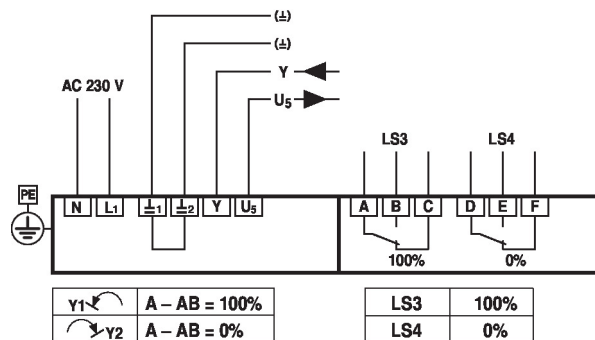 (⊥)
(⊥)
Y
U5
AC 230 V
LS3
LS4
PE
N L1 ⊥1 ⊥2 Y U5
A B C D E F
100%
0%
Y1 A – AB = 100%
Y2 A – AB = 0%
LS3 100%
LS4 0%